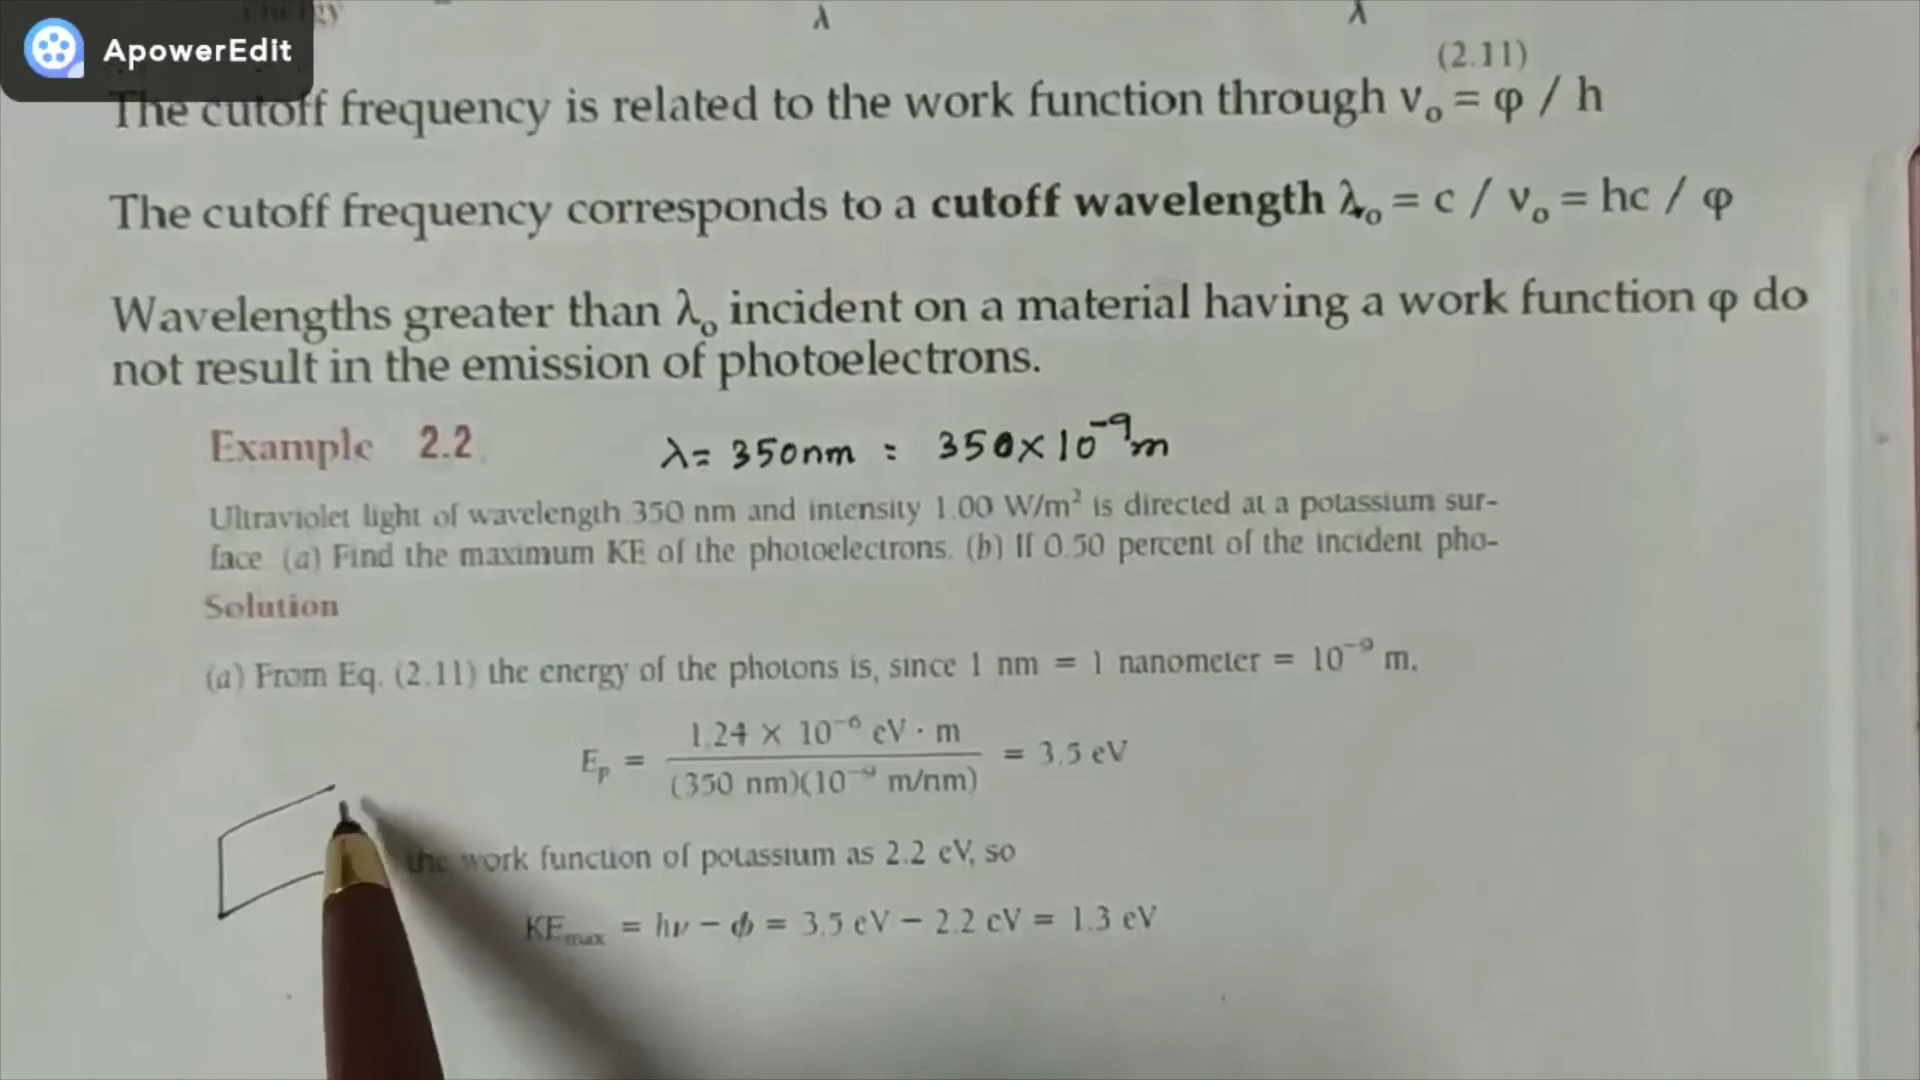 ApowerEdit
λ λ
(2.11)
The cutoff frequency is related to the work function through νₒ = φ / h
The cutoff frequency corresponds to a cutoff wavelength λₒ = c / νₒ = hc / φ
Wavelengths greater than λₒ incident on a material having a work function φ do
not result in the emission of photoelectrons.
Example 2.2
λ= 350nm = 350×10⁻⁹m
Ultraviolet light of wavelength 350 nm and intensity 1.00 W/m² is directed at a potassium sur-
face. (a) Find the maximum KE of the photoelectrons. (b) If 0.50 percent of the incident pho-
Solution
(a) From Eq. (2.11) the energy of the photons is, since 1 nm = 1 nanometer = 10⁻⁹ m,
Eₚ = 1.24 × 10⁻⁶ eV · m / (350 nm)(10⁻⁹ m/nm) = 3.5 eV
the work function of potassium as 2.2 eV, so
KEmax = hν − ϕ = 3.5 eV − 2.2 eV = 1.3 eV